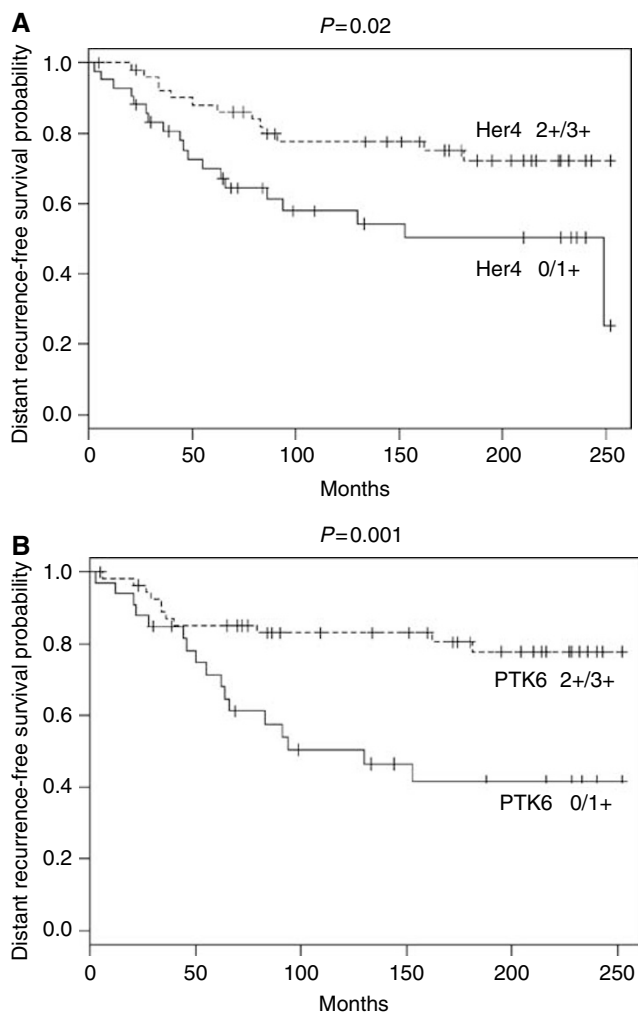 A
P=0.02
Distant recurrence-free survival probability
1.0
0.8
0.6
0.4
0.2
0.0
Her4 2+/3+
Her4 0/1+
0 50 100 150 200 250
Months
B
P=0.001
Distant recurrence-free survival probability
1.0
0.8
0.6
0.4
0.2
0.0
PTK6 2+/3+
PTK6 0/1+
0 50 100 150 200 250
Months